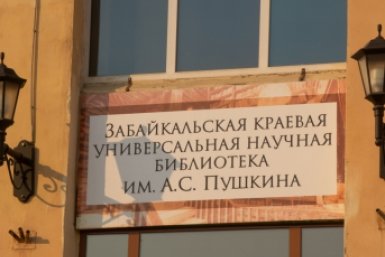 Забайкальская краевая
универсальная научная
библиотека
им. А.С. Пушкина